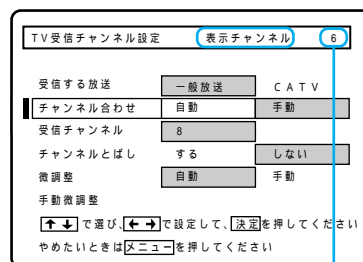 TV受信チャンネル設定 表示チャンネル 6
受信する放送 一般放送 CATV
チャンネル合わせ 自動 手動
受信チャンネル 8
チャンネルとばし する しない
微調整 自動 手動
手動微調整
↑↓で選び、←→で設定して、決定を押してください
やめたいときはメニューを押してください